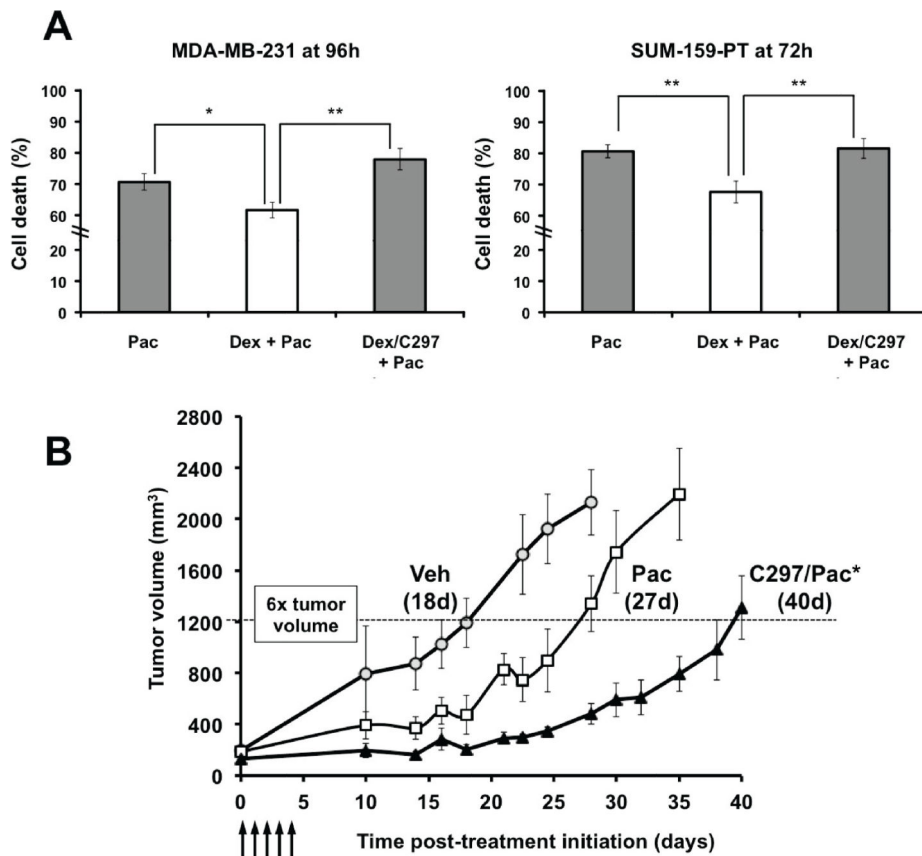 A
MDA-MB-231 at 96h
Cell death (%)
100
90
80
70
60
20
10
0
*
**
Pac
Dex + Pac
Dex/C297
+ Pac
SUM-159-PT at 72h
Cell death (%)
100
90
80
70
60
20
10
0
**
**
Pac
Dex + Pac
Dex/C297
+ Pac
B
Tumor volume (mm³)
2800
2400
2000
1600
1200
800
400
0
6x tumor
volume
Veh
(18d)
Pac
(27d)
C297/Pac*
(40d)
0 5 10 15 20 25 30 35 40
Time post-treatment initiation (days)